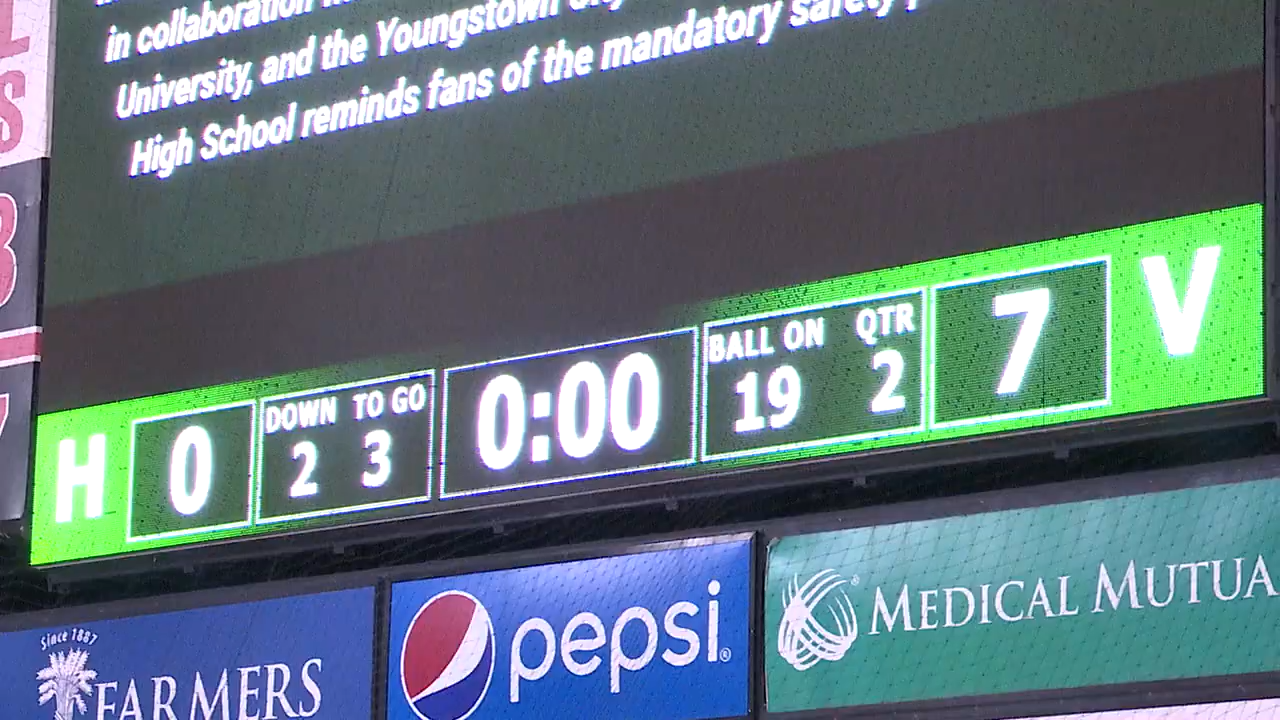 in collaboration
University, and the Youngstown City
High School reminds fans of the mandatory safety
H 0 DOWN TO GO 0:00 BALL ON QTR 7 V
2 3 19 2
Since 1887
FARMERS
pepsi
MEDICAL MUTUA